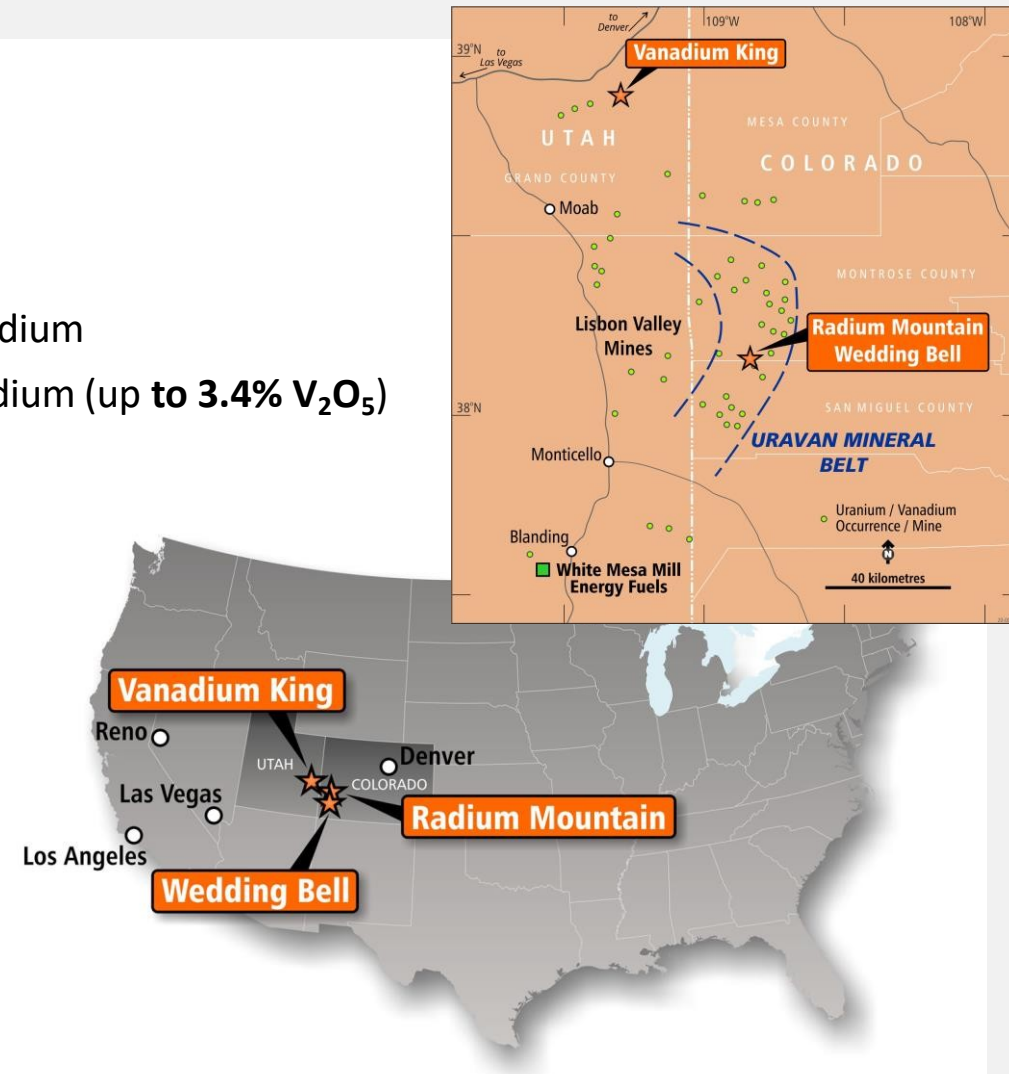 dium
dium (up to 3.4% V₂O₅)
to
Denver
109°W
108°W
39°N
to
Las Vegas
Vanadium King
MESA COUNTY
UTAH
COLORADO
GRAND COUNTY
Moab
MONTROSE COUNTY
Lisbon Valley
Mines
Radium Mountain
Wedding Bell
38°N
SAN MIGUEL COUNTY
URAVAN MINERAL
BELT
Monticello
Uranium / Vanadium
Occurrence / Mine
N
Blanding
White Mesa Mill
Energy Fuels
40 kilometres
Vanadium King
Reno
Denver
UTAH
COLORADO
Las Vegas
Radium Mountain
Los Angeles
Wedding Bell